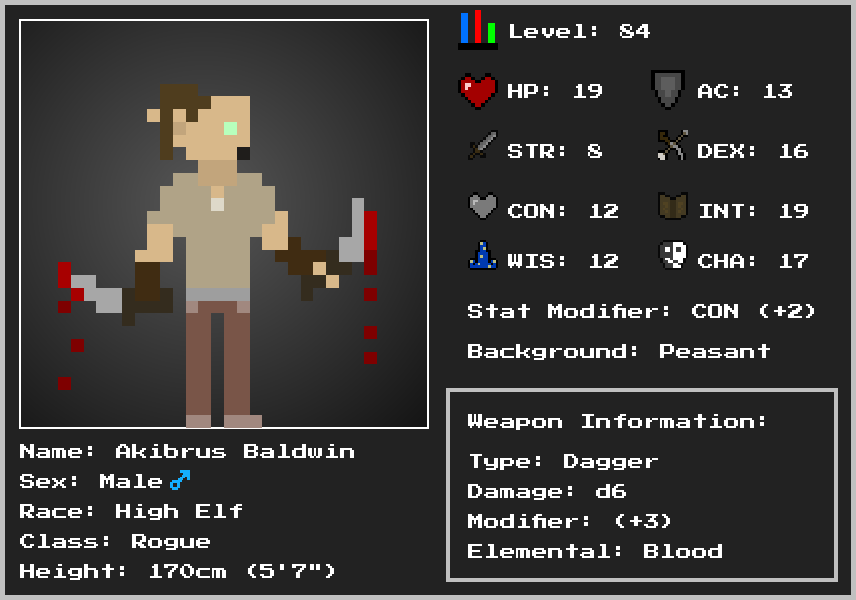 Level: 84
HP: 19
AC: 13
STR: 8
DEX: 16
CON: 12
INT: 19
WIS: 12
CHA: 17
Stat Modifier: CON (+2)
Background: Peasant
Weapon Information:
Type: Dagger
Damage: d6
Modifier: (+3)
Elemental: Blood
Name: Akibrus Baldwin
Sex: Male ♂
Race: High Elf
Class: Rogue
Height: 170cm (5'7")